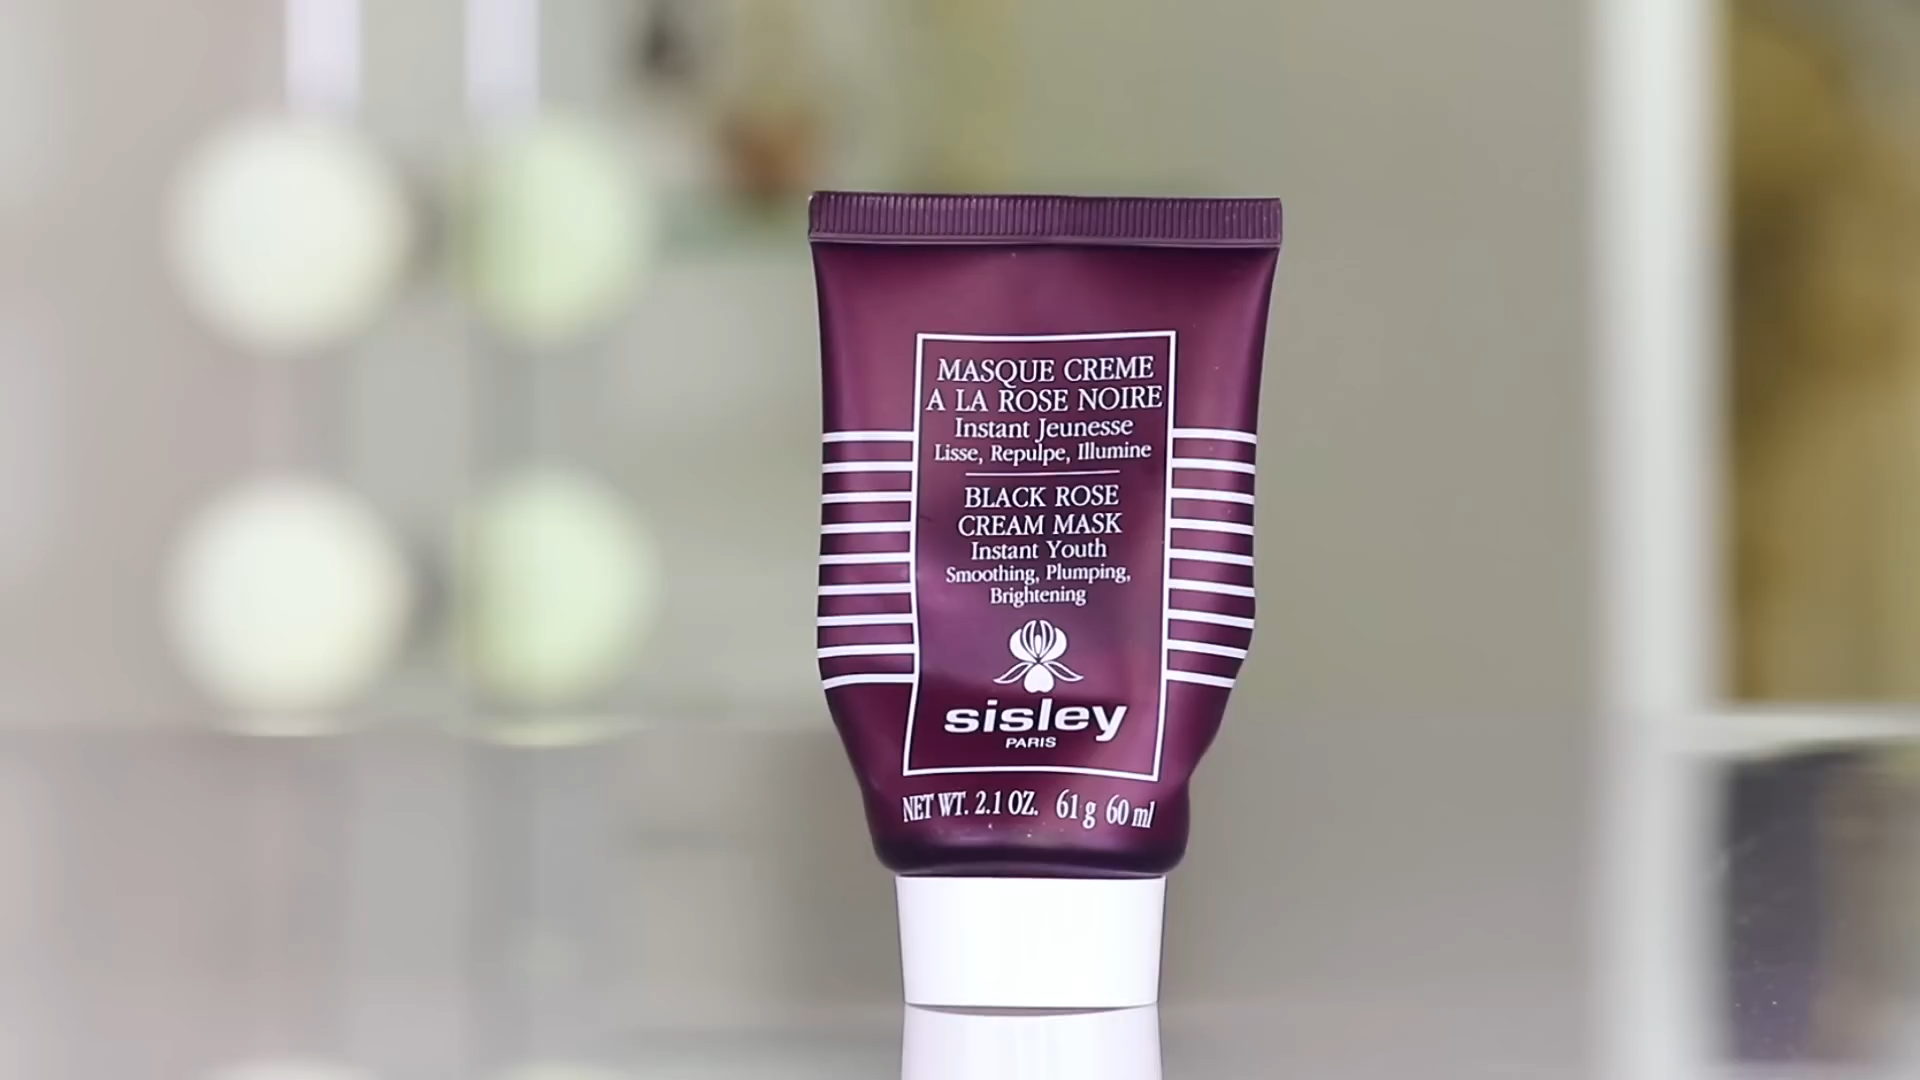 MASQUE CREME
A LA ROSE NOIRE
Instant Jeunesse
Lisse, Repulpe, Illumine
BLACK ROSE
CREAM MASK
Instant Youth
Smoothing, Plumping,
Brightening
sisley
PARIS
NET WT. 2.1 OZ. 61 g 60 ml